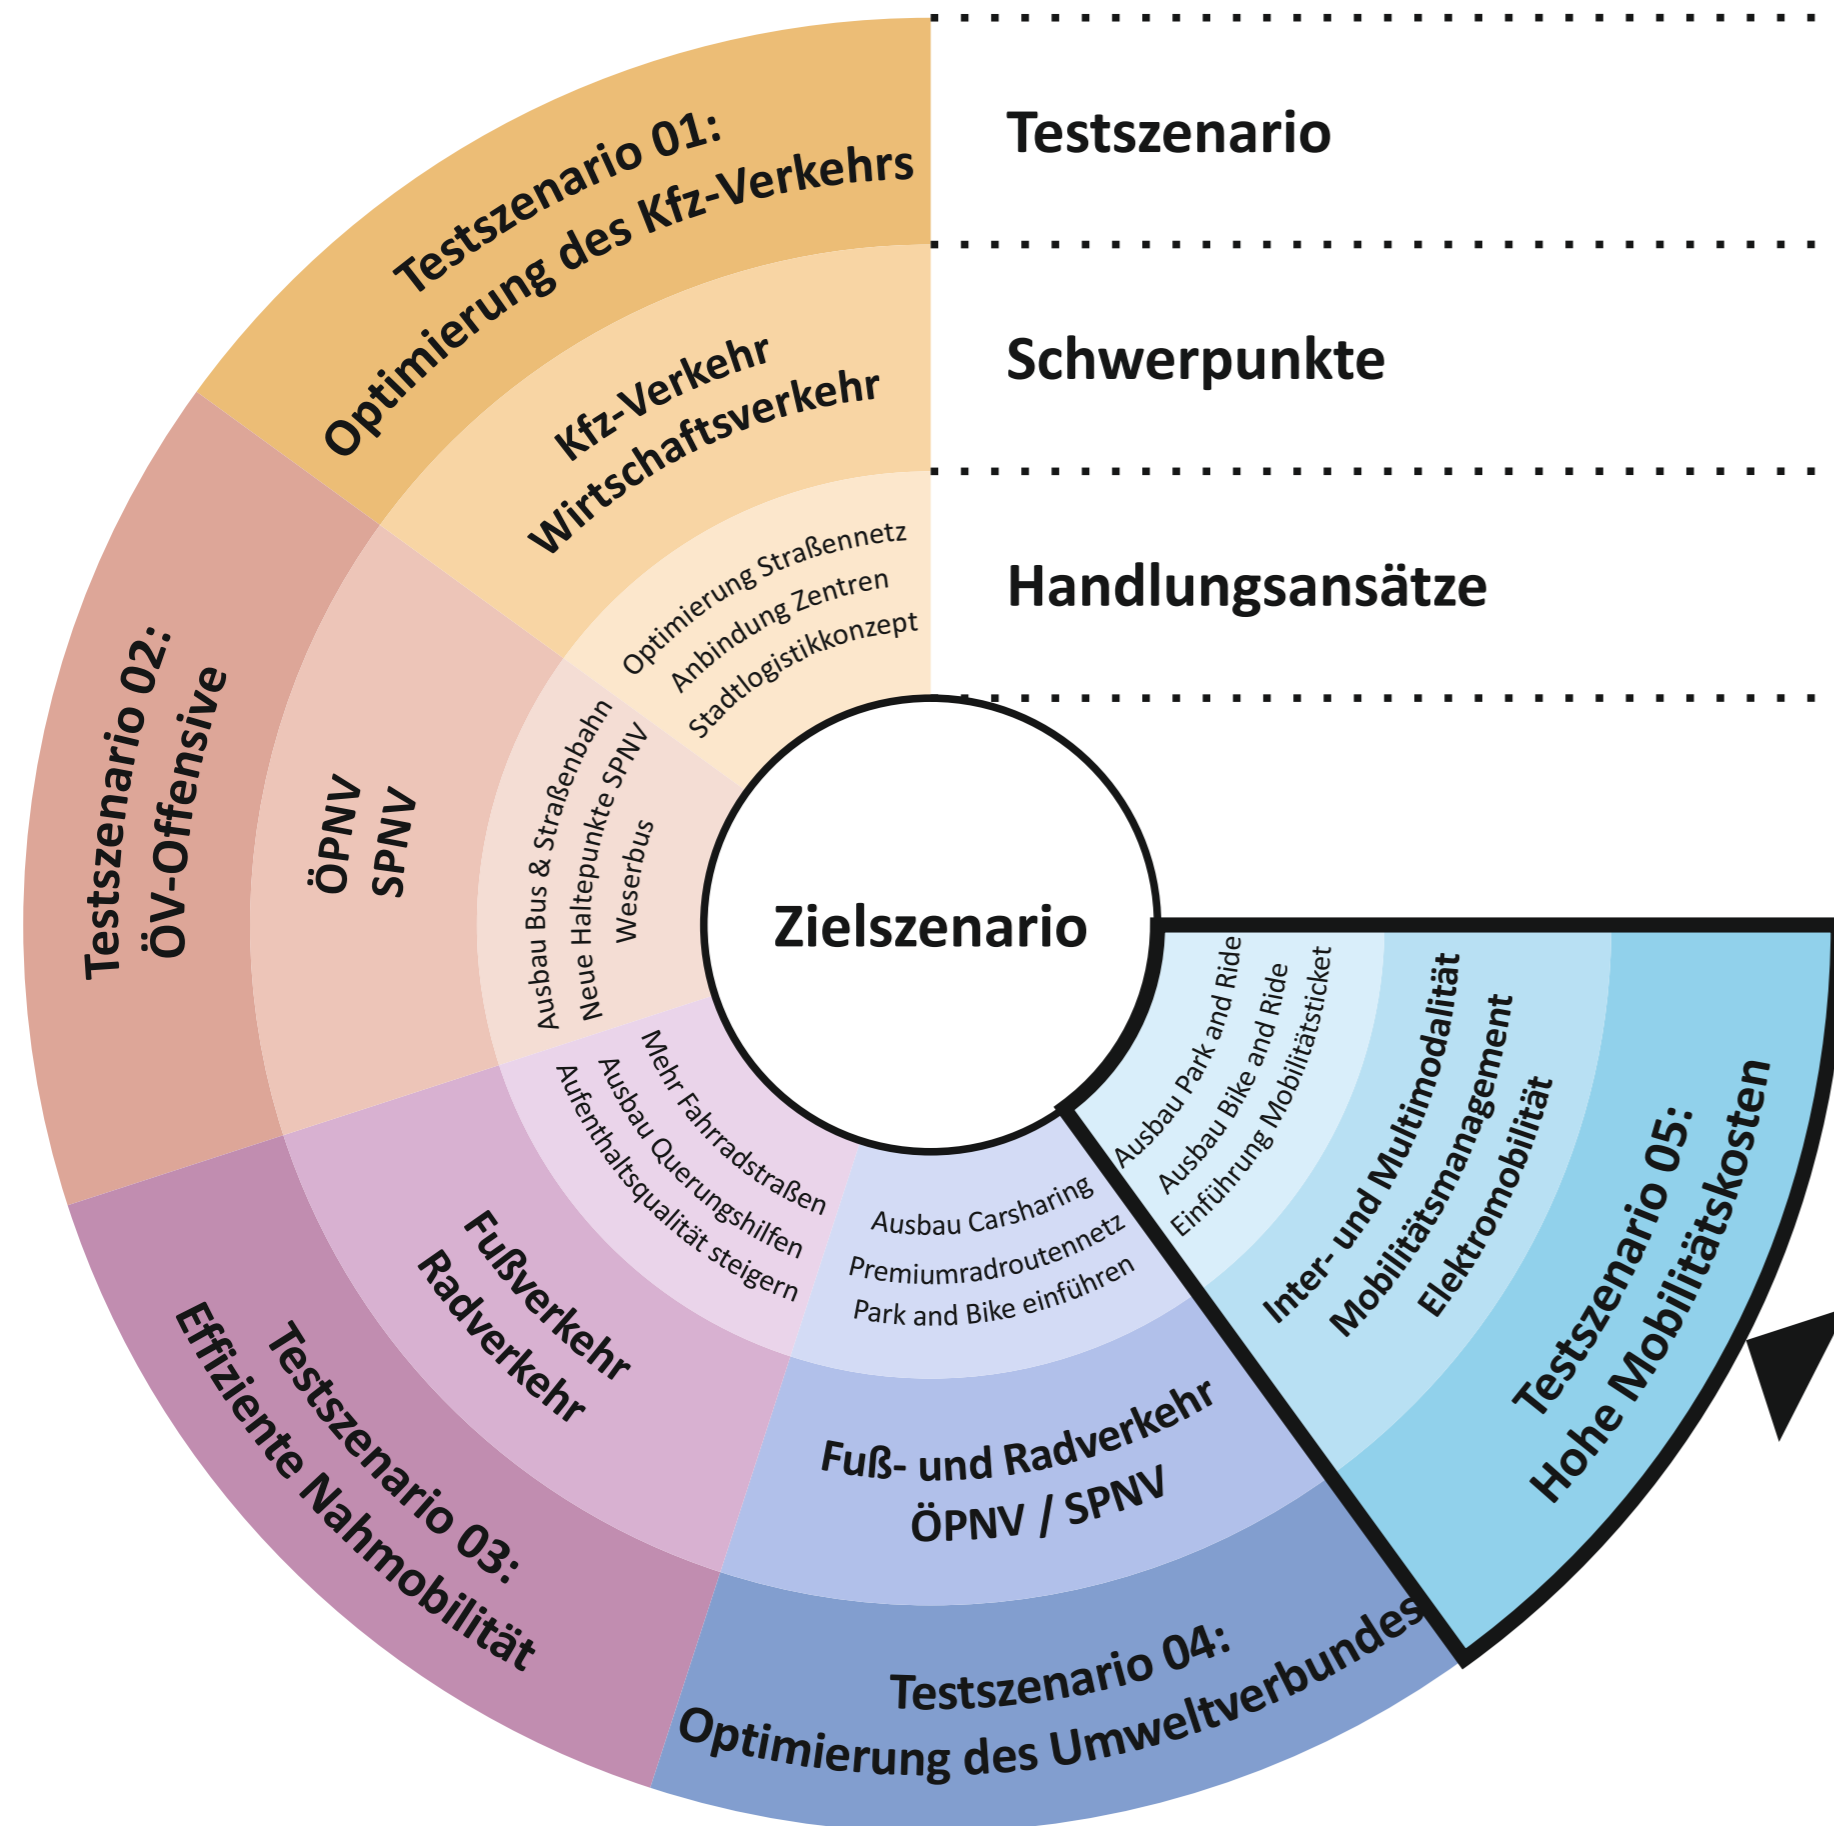 Testszenario
Schwerpunkte
Handlungsansätze
Zielszenario
Testszenario 01:
Optimierung des Kfz-Verkehrs
Kfz-Verkehr
Wirtschaftsverkehr
Optimierung Straßennetz
Anbindung Zentren
Stadtlogistikkonzept
Testszenario 02:
ÖV-Offensive
ÖPNV
SPNV
Ausbau Bus & Straßenbahn
Neue Haltepunkte SPNV
Weserbus
Testszenario 03:
Effiziente Nahmobilität
Fußverkehr
Radverkehr
Mehr Fahrradstraßen
Ausbau Querungshilfen
Aufenthaltsqualität steigern
Testszenario 04:
Optimierung des Umweltverbundes
Fuß- und Radverkehr
ÖPNV / SPNV
Ausbau Carsharing
Premiumradroutennetz
Park and Bike einführen
Testszenario 05:
Hohe Mobilitätskosten
Inter- und Multimodalität
Mobilitätsmanagement
Elektromobilität
Ausbau Park and Ride
Ausbau Bike and Ride
Einführung Mobilitätsticket